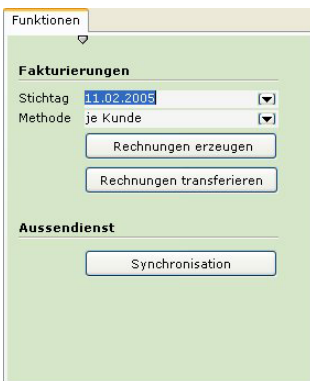 Funktionen
Fakturierungen
Stichtag 11.02.2005
Methode je Kunde
Rechnungen erzeugen
Rechnungen transferieren
Aussendienst
Synchronisation